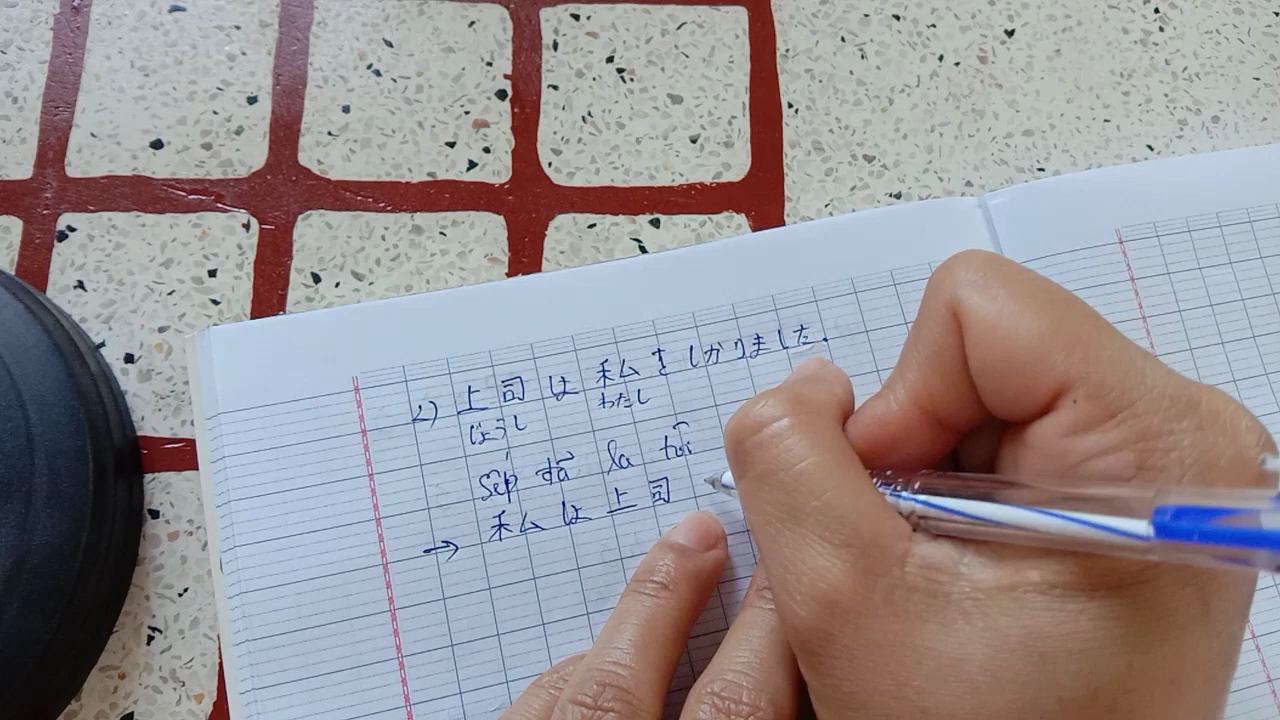 2) 上司は私をしかりました.
じょうし わたし
Sếp đã la tôi
→ 私は上司